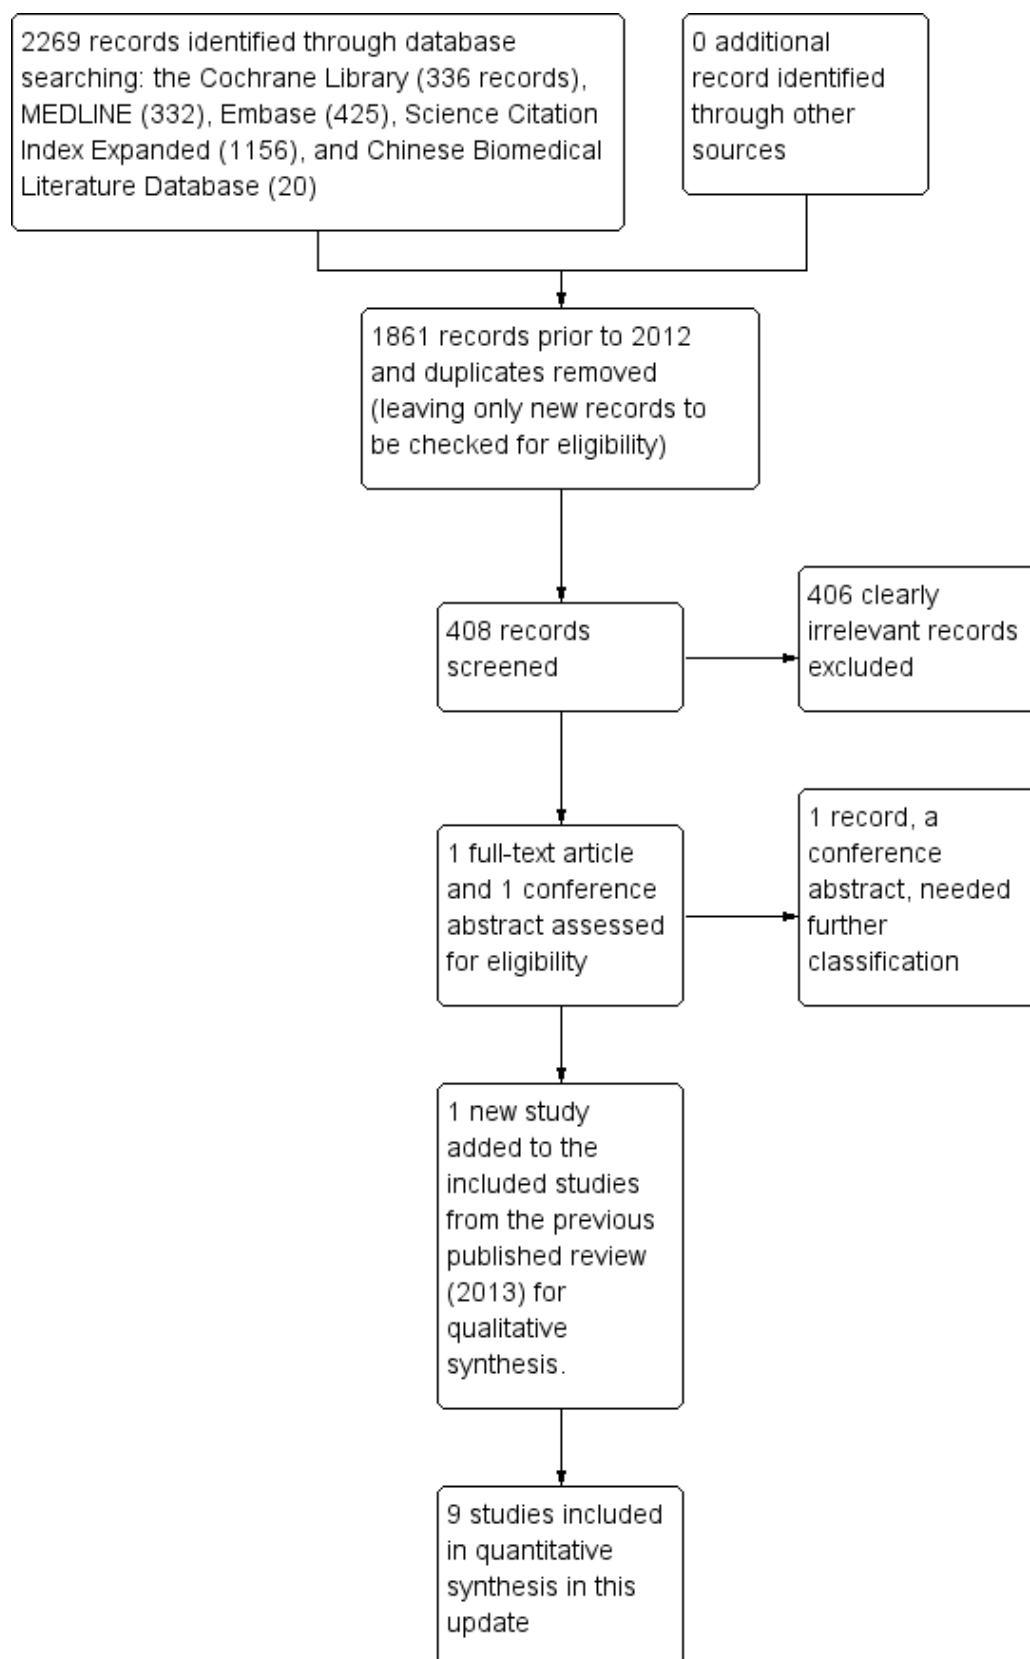 2269 records identified through database
searching: the Cochrane Library (336 records),
MEDLINE (332), Embase (425), Science Citation
Index Expanded (1156), and Chinese Biomedical
Literature Database (20)
0 additional
record identified
through other
sources
1861 records prior to 2012
and duplicates removed
(leaving only new records to
be checked for eligibility)
408 records
screened
406 clearly
irrelevant records
excluded
1 full-text article
and 1 conference
abstract assessed
for eligibility
1 record, a
conference
abstract, needed
further
classification
1 new study
added to the
included studies
from the previous
published review
(2013) for
qualitative
synthesis.
9 studies included
in quantitative
synthesis in this
update